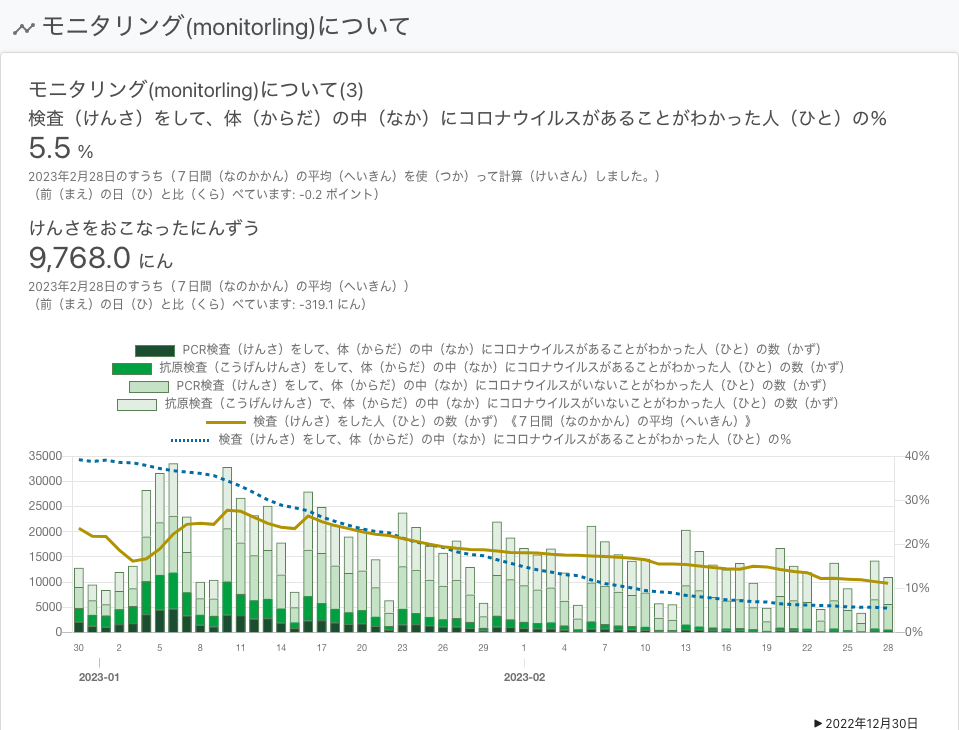 モニタリング(monitorling)について
モニタリング(monitorling)について(3)
検査（けんさ）をして、体（からだ）の中（なか）にコロナウイルスがあることがわかった人（ひと）の%
5.5 %
2023年2月28日のすうち（７日間（なのかかん）の平均（へいきん）を使（つか）って計算（けいさん）しました。）
（前（まえ）の日（ひ）と比（くら）べています: -0.2 ポイント）
けんさをおこなったにんずう
9,768.0 にん
2023年2月28日のすうち（７日間（なのかかん）の平均（へいきん））
（前（まえ）の日（ひ）と比（くら）べています: -319.1 にん）
PCR検査（けんさ）をして、体（からだ）の中（なか）にコロナウイルスがあることがわかった人（ひと）の数（かず）
抗原検査（こうげんけんさ）をして、体（からだ）の中（なか）にコロナウイルスがあることがわかった人（ひと）の数（かず）
PCR検査（けんさ）をして、体（からだ）の中（なか）にコロナウイルスがいないことがわかった人（ひと）の数（かず）
抗原検査（こうげんけんさ）で、体（からだ）の中（なか）にコロナウイルスがいないことがわかった人（ひと）の数（かず）
検査（けんさ）をした人（ひと）の数（かず）《７日間（なのかかん）の平均（へいきん）》
検査（けんさ）をして、体（からだ）の中（なか）にコロナウイルスがあることがわかった人（ひと）の%
35000 40%
30000
25000 30%
20000
15000 20%
10000 10%
5000
0 0%
30 2 5 8 11 14 17 20 23 26 29 1 4 7 10 13 16 19 22 25 28
2023-01 2023-02
▶ 2022年12月30日